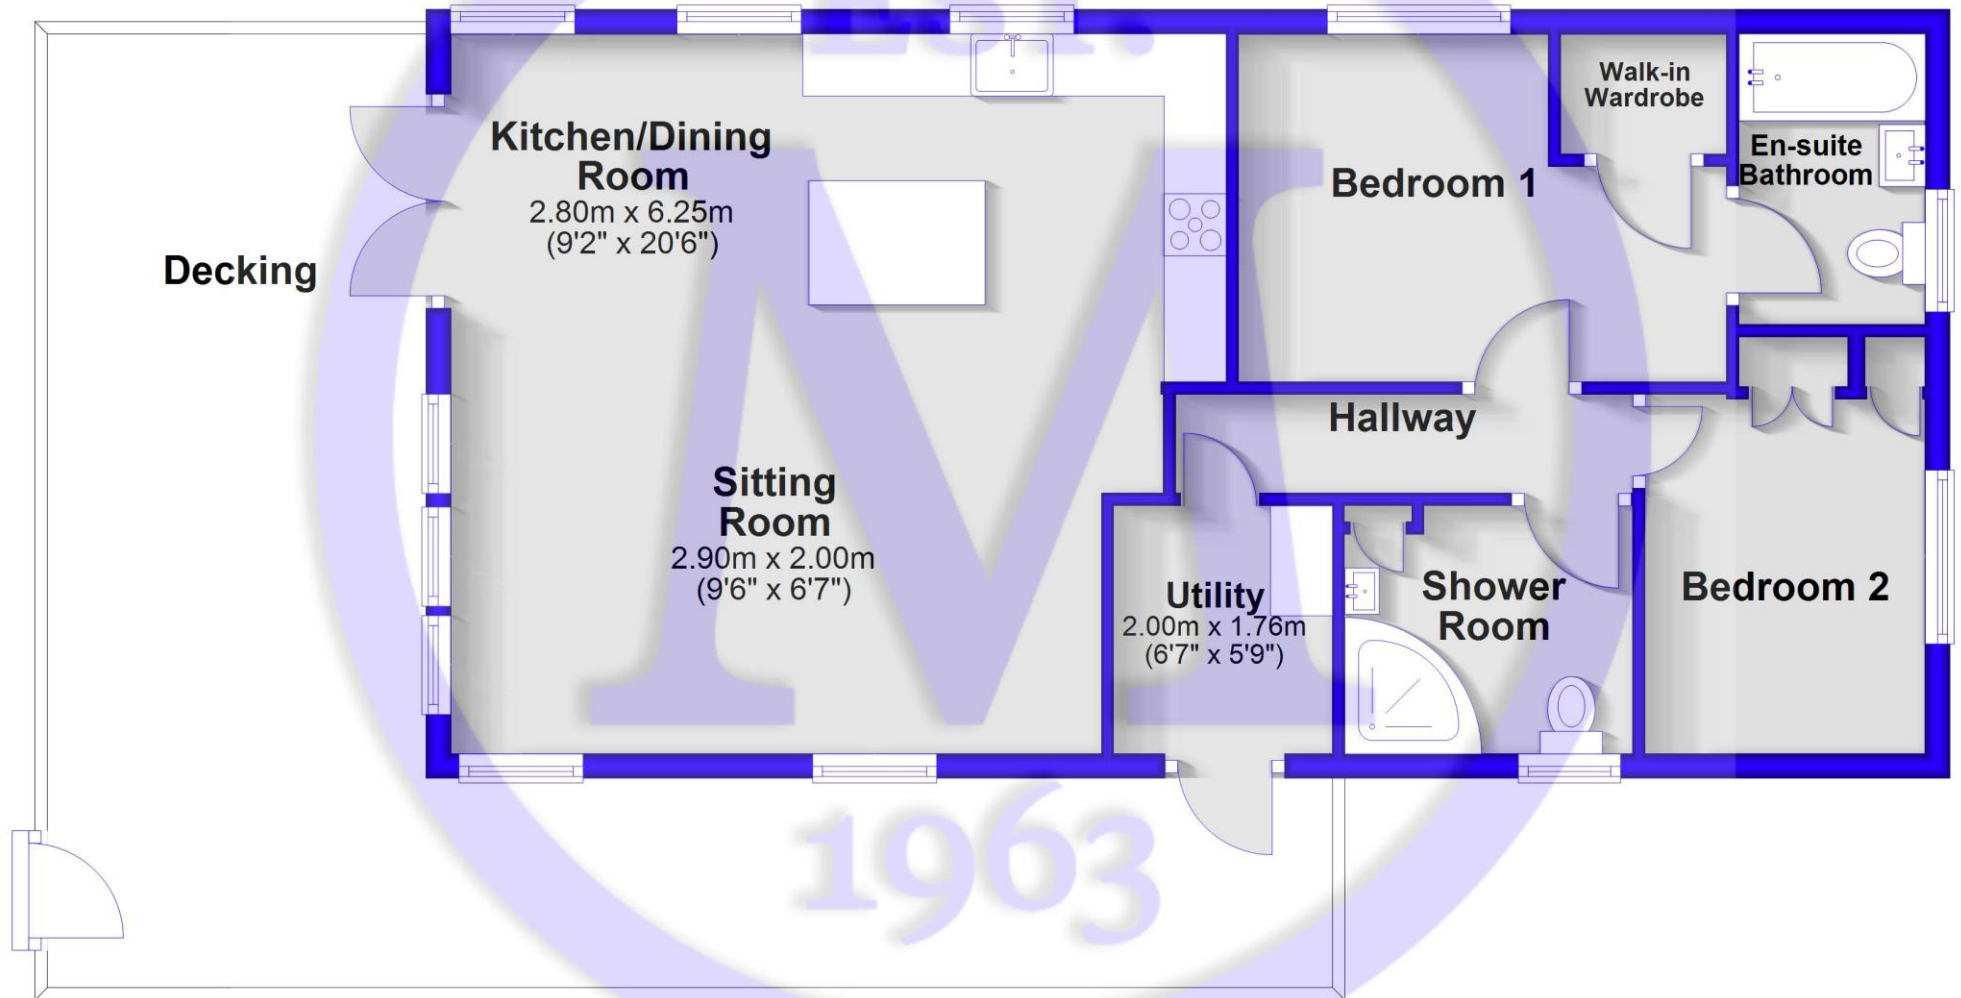 EST.
Kitchen/Dining
Room
2.80m x 6.25m
(9'2" x 20'6")
Decking
Bedroom 1
Walk-in
Wardrobe
En-suite
Bathroom
Hallway
Sitting
Room
2.90m x 2.00m
(9'6" x 6'7")
Utility
2.00m x 1.76m
(6'7" x 5'9")
Shower
Room
Bedroom 2
M
1963